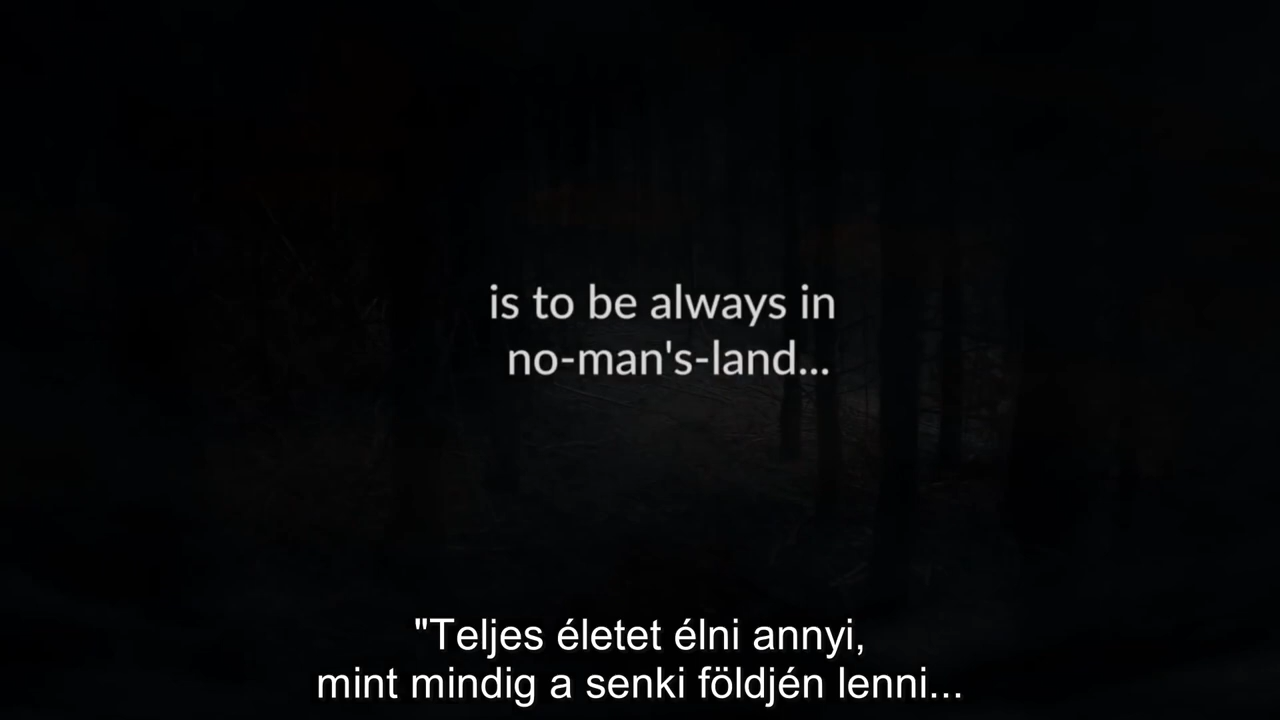 is to be always in
no-man's-land...
"Teljes életet élni annyi,
mint mindig a senki földjén lenni...